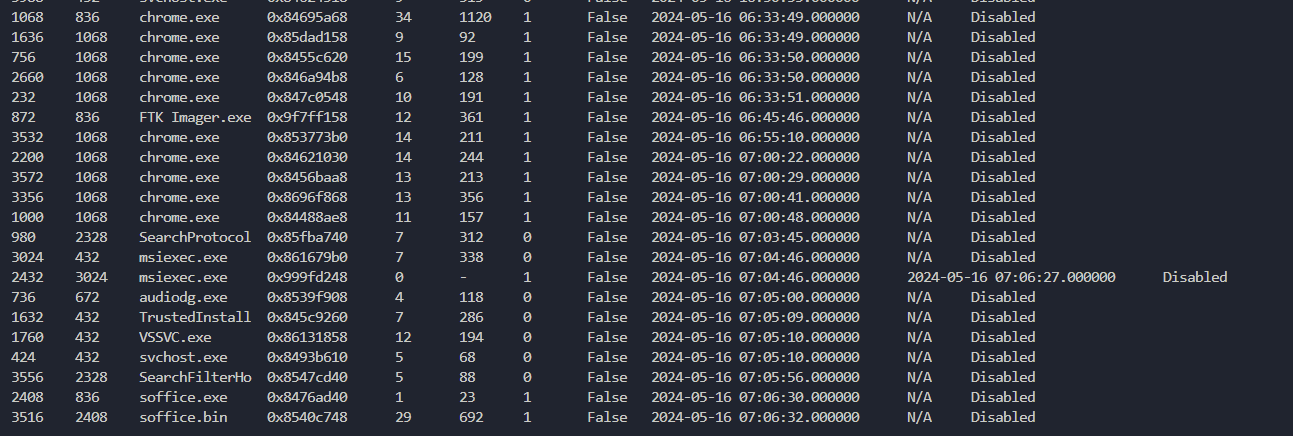 1068 836 chrome.exe 0x84695a68 34 1120 1 False 2024-05-16 06:33:49.000000 N/A Disabled
1636 1068 chrome.exe 0x85dad158 9 92 1 False 2024-05-16 06:33:49.000000 N/A Disabled
756 1068 chrome.exe 0x8455c620 15 199 1 False 2024-05-16 06:33:50.000000 N/A Disabled
2660 1068 chrome.exe 0x846a94b8 6 128 1 False 2024-05-16 06:33:50.000000 N/A Disabled
232 1068 chrome.exe 0x847c0548 10 191 1 False 2024-05-16 06:33:51.000000 N/A Disabled
872 836 FTK Imager.exe 0x9f7ff158 12 361 1 False 2024-05-16 06:45:46.000000 N/A Disabled
3532 1068 chrome.exe 0x853773b0 14 211 1 False 2024-05-16 06:55:10.000000 N/A Disabled
2200 1068 chrome.exe 0x84621030 14 244 1 False 2024-05-16 07:00:22.000000 N/A Disabled
3572 1068 chrome.exe 0x8456baa8 13 213 1 False 2024-05-16 07:00:29.000000 N/A Disabled
3356 1068 chrome.exe 0x8696f868 13 356 1 False 2024-05-16 07:00:41.000000 N/A Disabled
1000 1068 chrome.exe 0x84488ae8 11 157 1 False 2024-05-16 07:00:48.000000 N/A Disabled
980 2328 SearchProtocol 0x85fba740 7 312 0 False 2024-05-16 07:03:45.000000 N/A Disabled
3024 432 msiexec.exe 0x861679b0 7 338 0 False 2024-05-16 07:04:46.000000 N/A Disabled
2432 3024 msiexec.exe 0x999fd248 0 - 1 False 2024-05-16 07:04:46.000000 2024-05-16 07:06:27.000000 Disabled
736 672 audiodg.exe 0x8539f908 4 118 0 False 2024-05-16 07:05:00.000000 N/A Disabled
1632 432 TrustedInstall 0x845c9260 7 286 0 False 2024-05-16 07:05:09.000000 N/A Disabled
1760 432 VSSVC.exe 0x86131858 12 194 0 False 2024-05-16 07:05:10.000000 N/A Disabled
424 432 svchost.exe 0x8493b610 5 68 0 False 2024-05-16 07:05:10.000000 N/A Disabled
3556 2328 SearchFilterHo 0x8547cd40 5 88 0 False 2024-05-16 07:05:56.000000 N/A Disabled
2408 836 soffice.exe 0x8476ad40 1 23 1 False 2024-05-16 07:06:30.000000 N/A Disabled
3516 2408 soffice.bin 0x8540c748 29 692 1 False 2024-05-16 07:06:32.000000 N/A Disabled